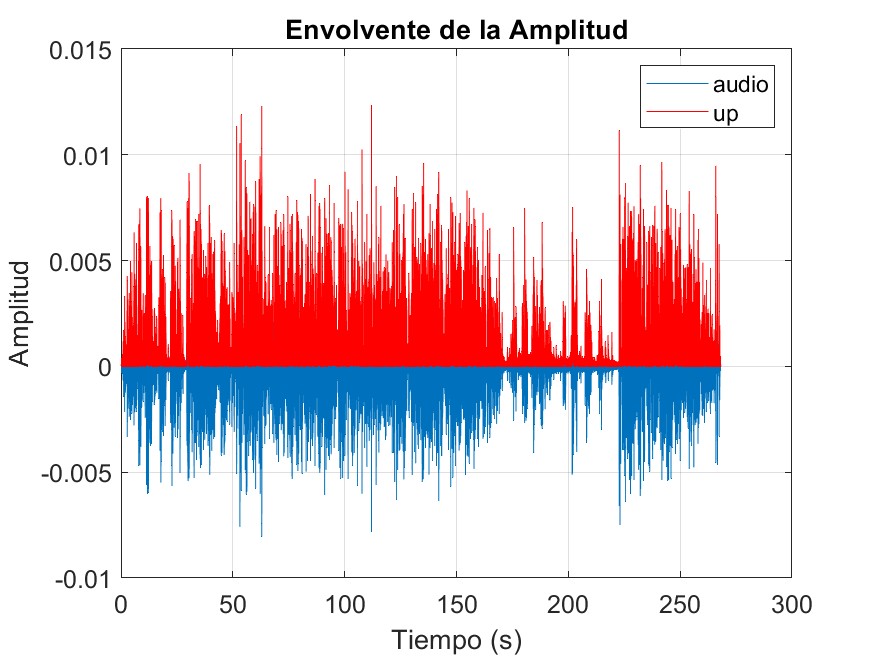 Envolvente de la Amplitud
audio
up
0.015
0.01
0.005
0
-0.005
-0.01
Amplitud
0 50 100 150 200 250 300
Tiempo (s)